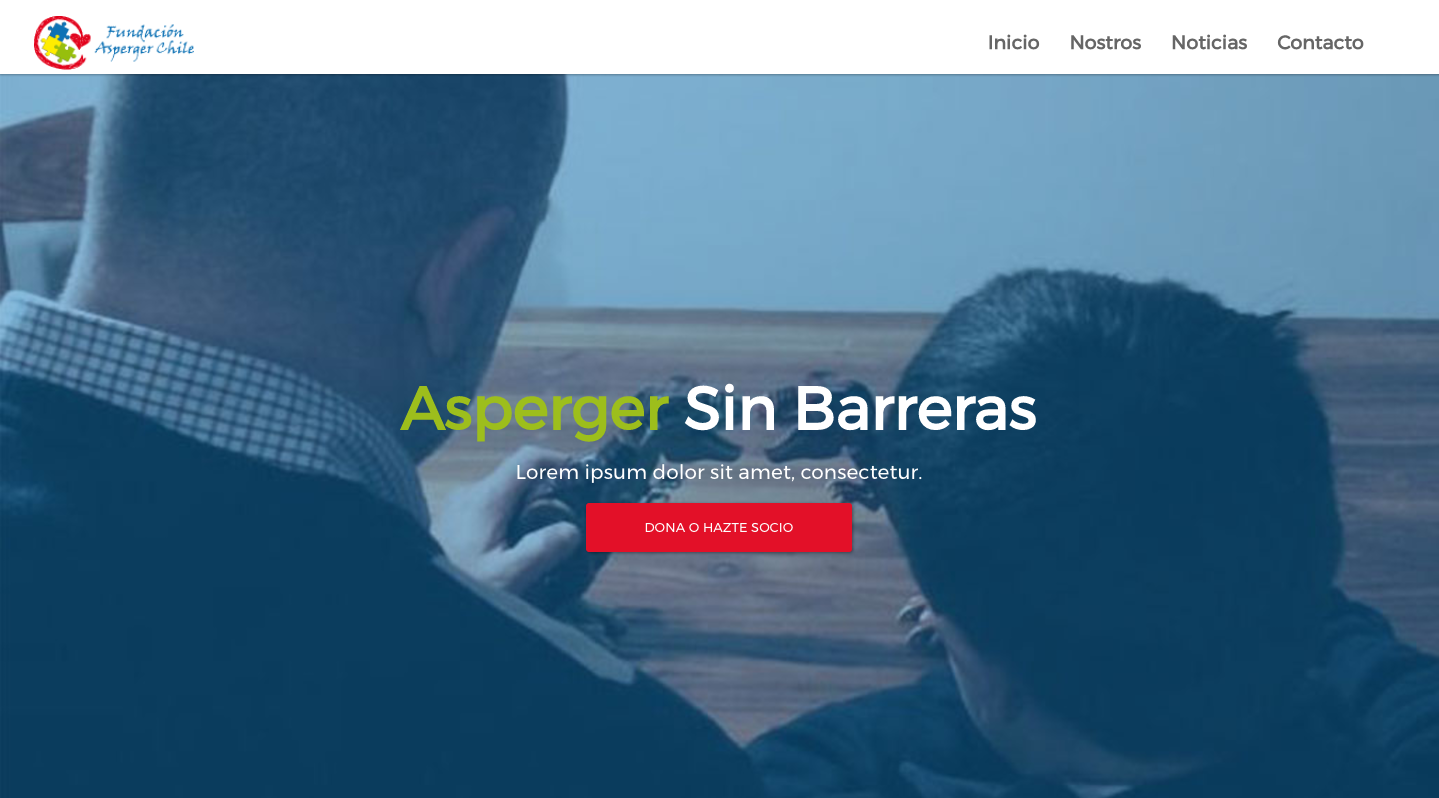 Fundación
Asperger Chile
Inicio Nostros Noticias Contacto
Asperger Sin Barreras
Lorem ipsum dolor sit amet, consectetur.
DONA O HAZTE SOCIO